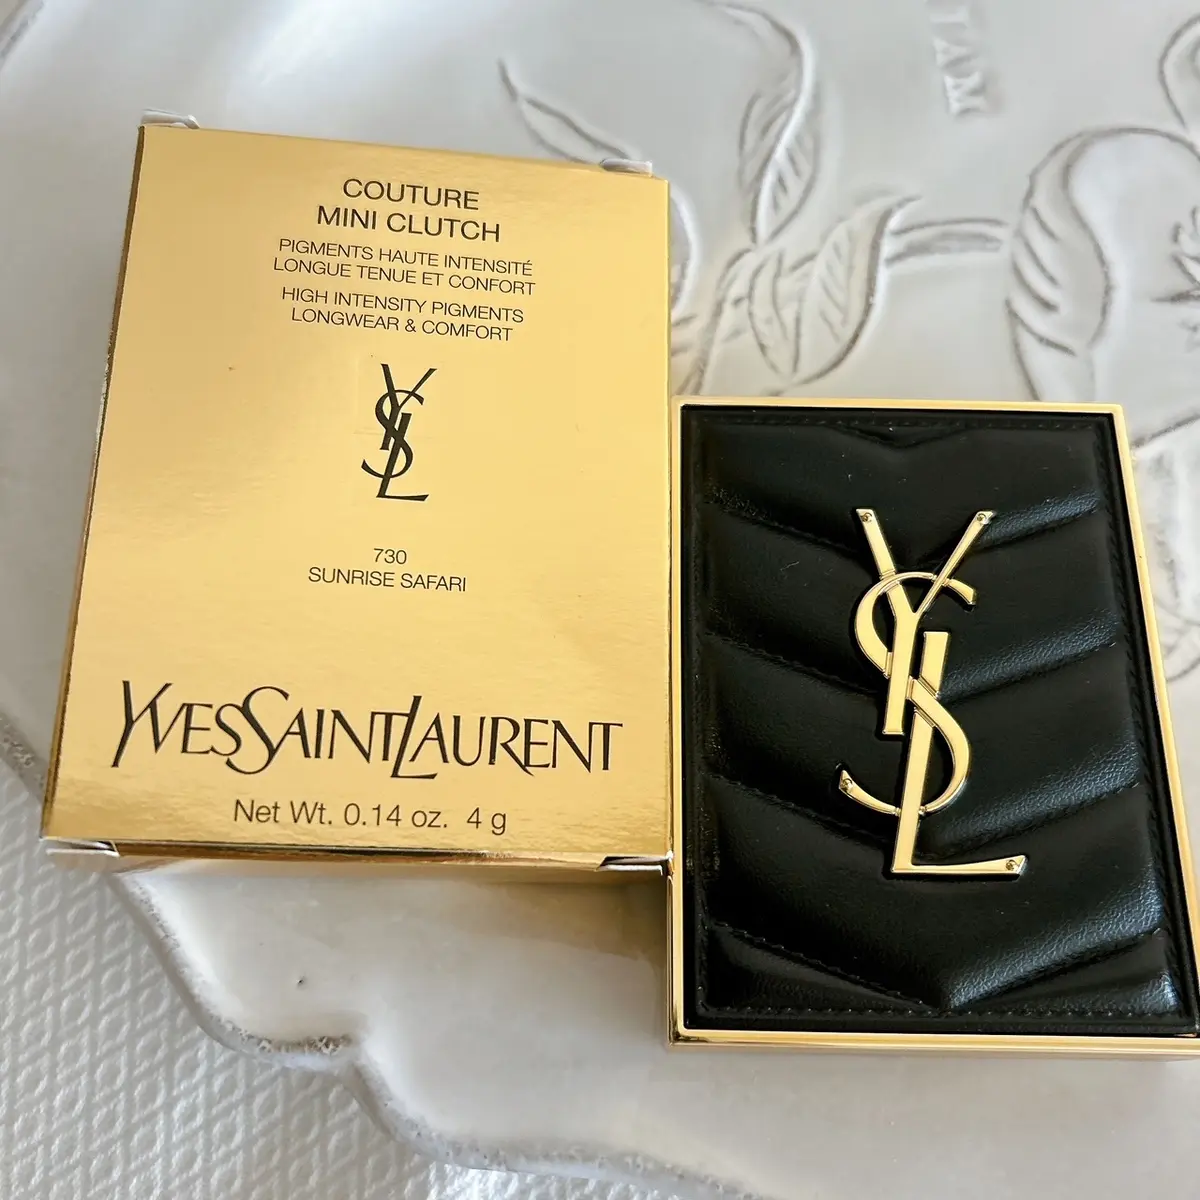 COUTURE
MINI CLUTCH
PIGMENTS HAUTE INTENSITÉ
LONGUE TENUE ET CONFORT
HIGH INTENSITY PIGMENTS
LONGWEAR & COMFORT
YSL
730
SUNRISE SAFARI
YVESSAINTLAURENT
Net Wt. 0.14 oz. 4 g
YSL